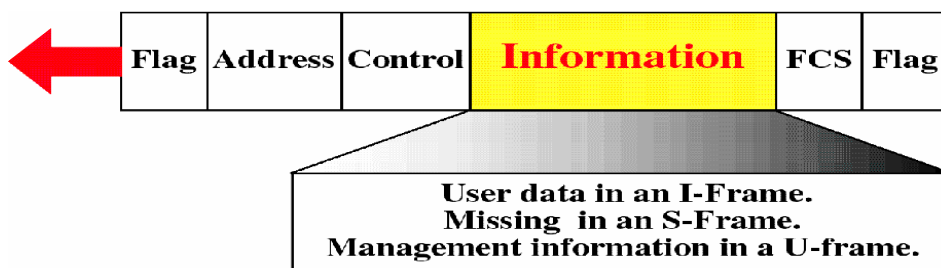 Flag Address Control Information FCS Flag
User data in an I-Frame.
Missing in an S-Frame.
Management information in a U-frame.